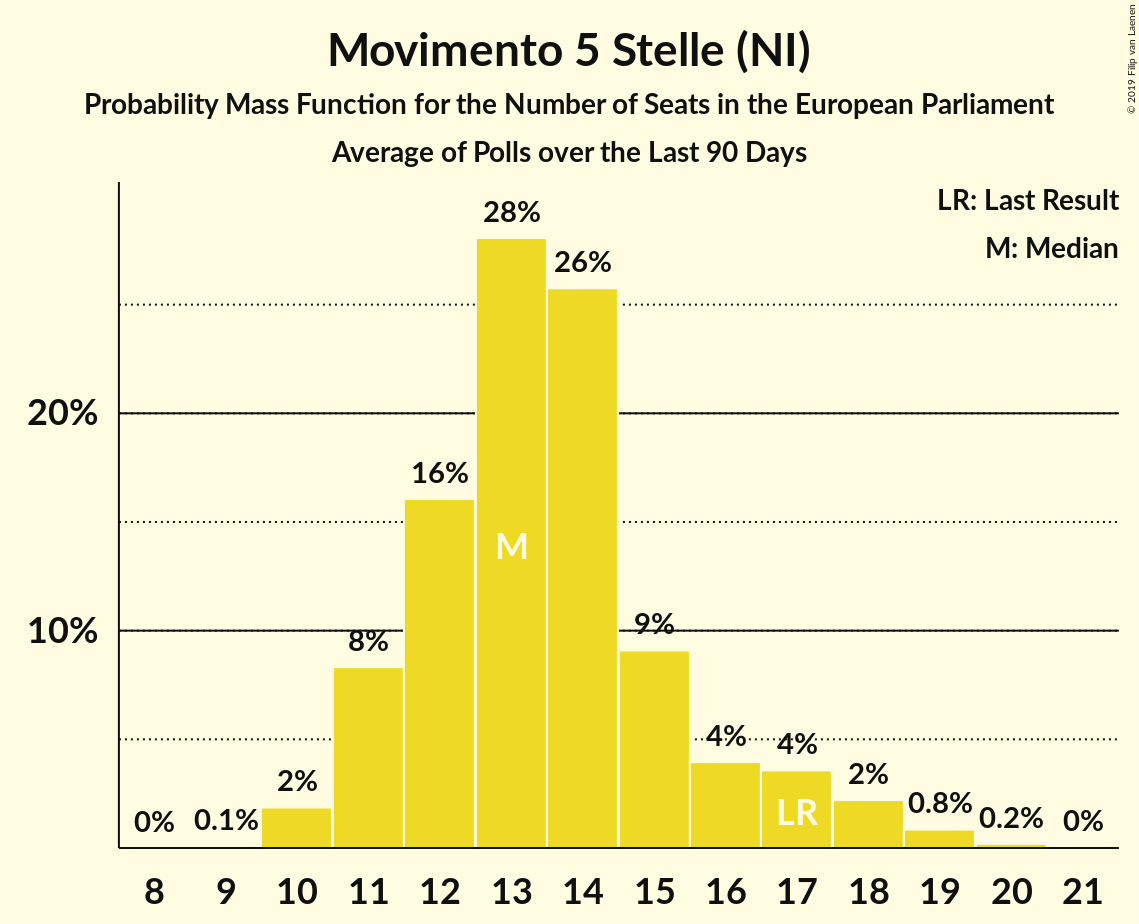 Movimento 5 Stelle (NI)
Probability Mass Function for the Number of Seats in the European Parliament
Average of Polls over the Last 90 Days
© 2019 Filip van Laenen
LR: Last Result
M: Median
28%
26%
20%
16%
M
10%
8%
9%
4%
4%
2%
2%
LR
0%
0.1%
0.8%
0.2%
0%
8 9 10 11 12 13 14 15 16 17 18 19 20 21